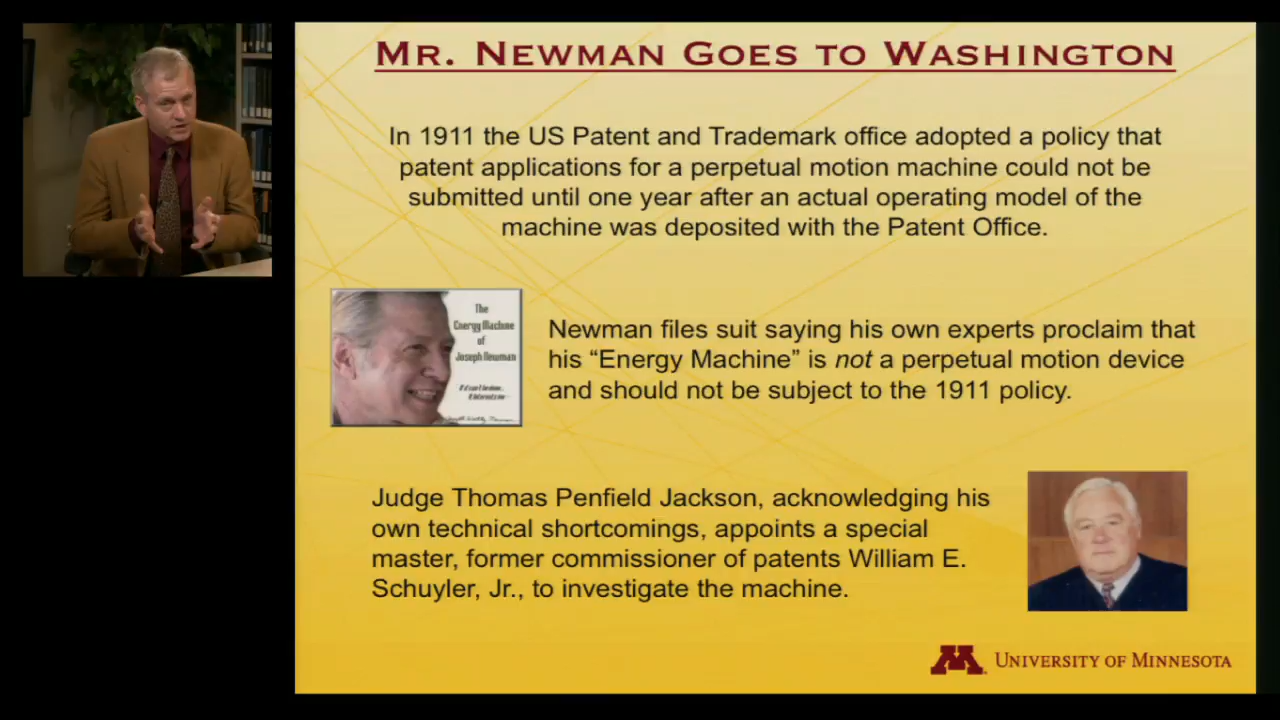 Mr. Newman Goes to Washington
In 1911 the US Patent and Trademark office adopted a policy that
patent applications for a perpetual motion machine could not be
submitted until one year after an actual operating model of the
machine was deposited with the Patent Office.
The
Energy Machine
of
Joseph Newman
Newman files suit saying his own experts proclaim that
his “Energy Machine” is not a perpetual motion device
and should not be subject to the 1911 policy.
Judge Thomas Penfield Jackson, acknowledging his
own technical shortcomings, appoints a special
master, former commissioner of patents William E.
Schuyler, Jr., to investigate the machine.
M University of Minnesota